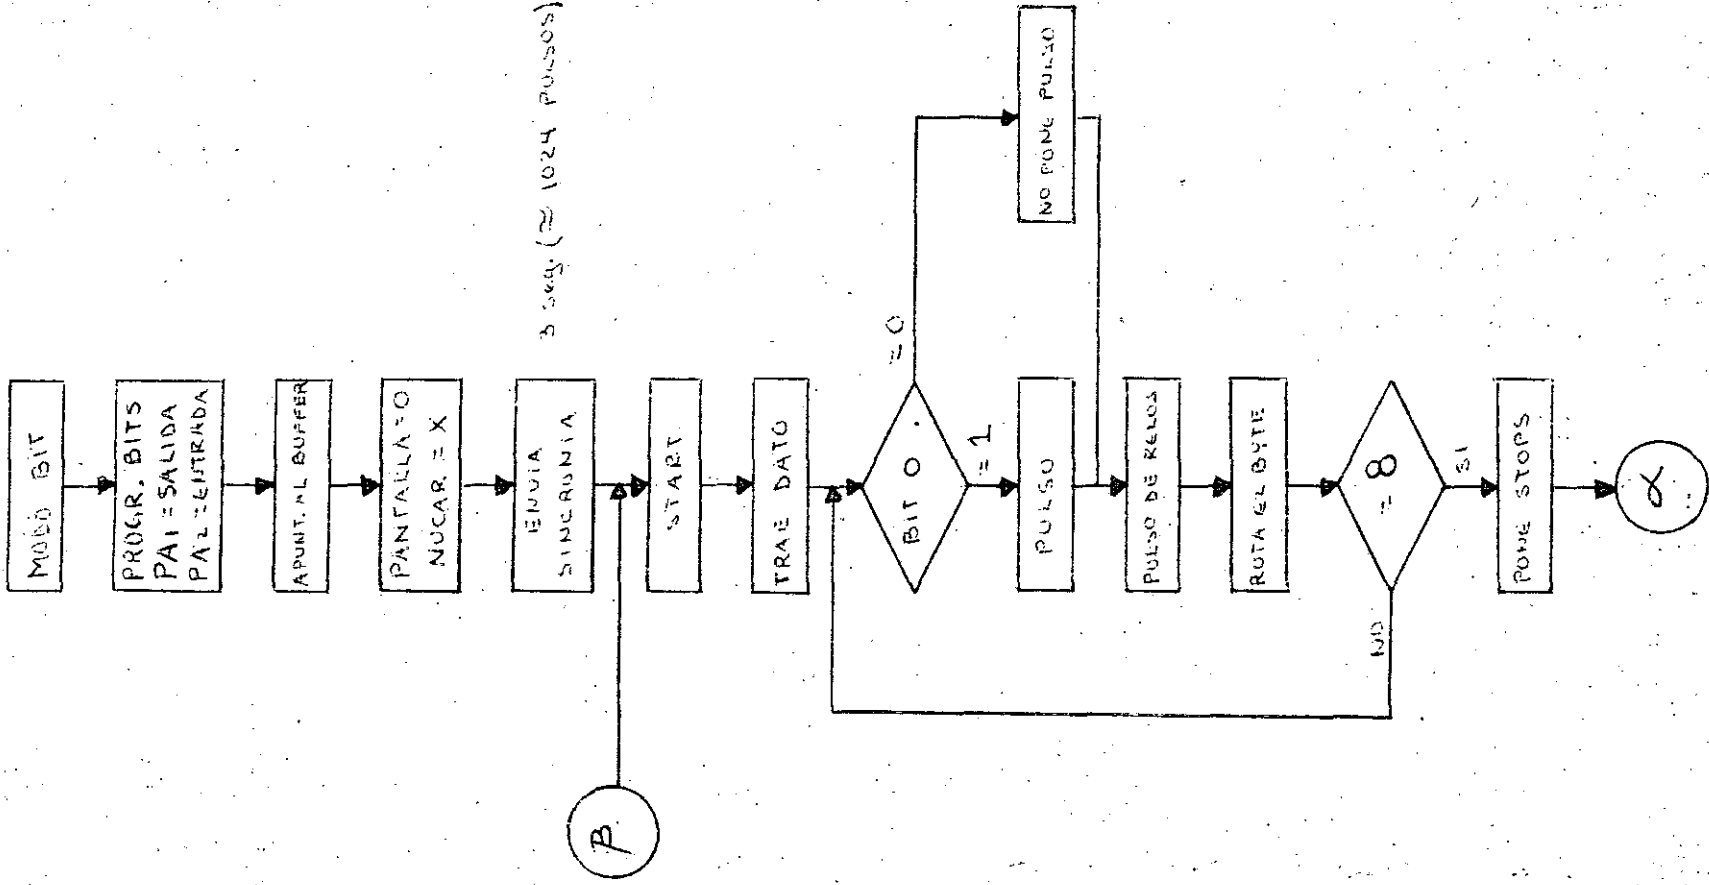 MODO BIT
PROGR. BITS
PA1 = SALIDA
PA2 = ENTRADA
APUNT. AL BUFFER
PANTALLA = 0
NUCAR = X
ENVIA
SINCRONIA
3 seg. (≅ 1024 PULSOS)
β
START
TRAE DATO
BIT 0
= 0
= 1
NO PONE PULSO
PULSO
PULSO DE RELOJ
ROTA EL BYTE
= 8
NO
SI
PONE STOPS
α